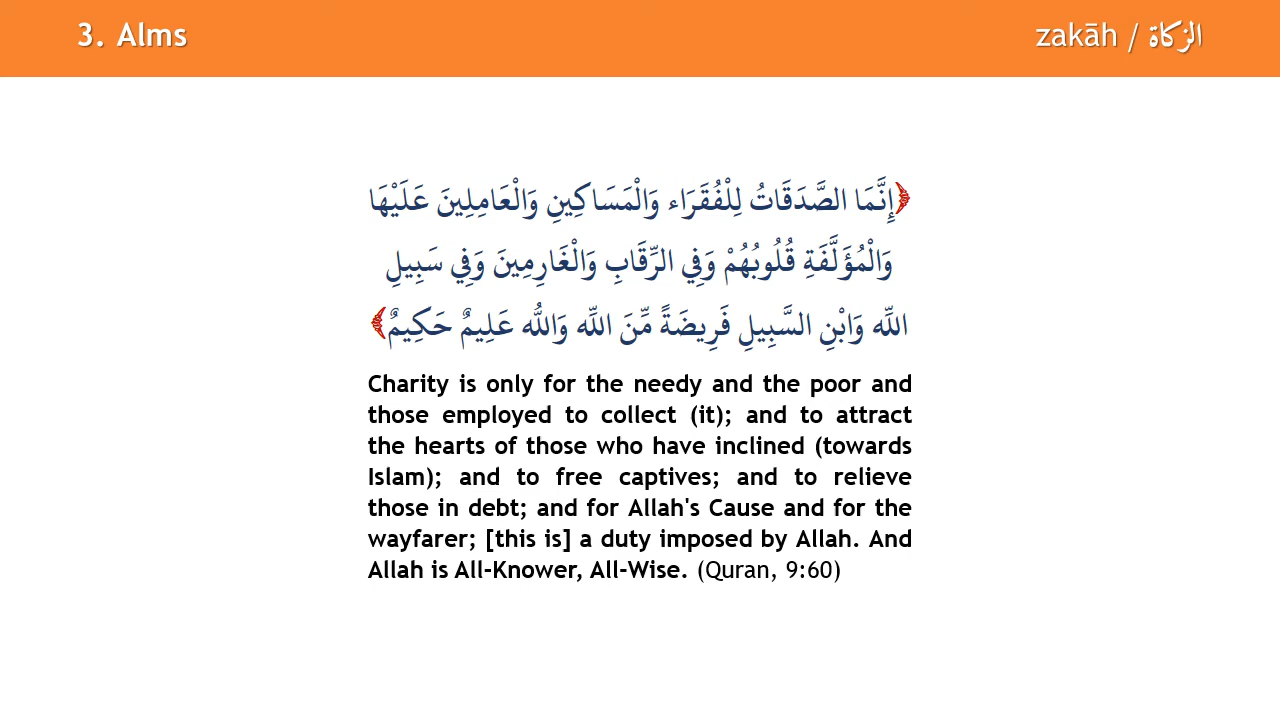 3. Alms
zakāh / الزكاة
﴿إِنَّمَا الصَّدَقَاتُ لِلْفُقَرَاء وَالْمَسَاكِينِ وَالْعَامِلِينَ عَلَيْهَا
وَالْمُؤَلَّفَةِ قُلُوبُهُمْ وَفِي الرِّقَابِ وَالْغَارِمِينَ وَفِي سَبِيلِ
اللهِ وَابْنِ السَّبِيلِ فَرِيضَةً مِّنَ اللهِ وَاللهُ عَلِيمٌ حَكِيمٌ﴾
Charity is only for the needy and the poor and
those employed to collect (it); and to attract
the hearts of those who have inclined (towards
Islam); and to free captives; and to relieve
those in debt; and for Allah's Cause and for the
wayfarer; [this is] a duty imposed by Allah. And
Allah is All-Knower, All-Wise. (Quran, 9:60)